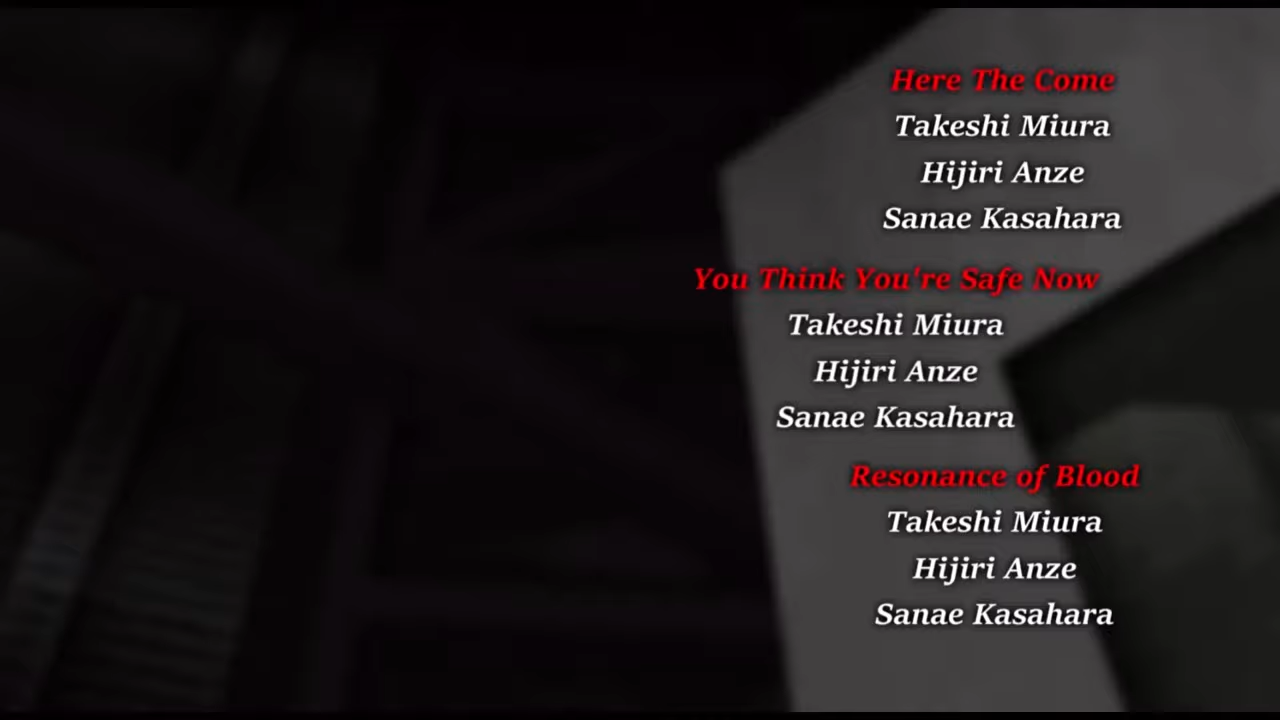 Here The Come
Takeshi Miura
Hijiri Anze
Sanae Kasahara
You Think You're Safe Now
Takeshi Miura
Hijiri Anze
Sanae Kasahara
Resonance of Blood
Takeshi Miura
Hijiri Anze
Sanae Kasahara